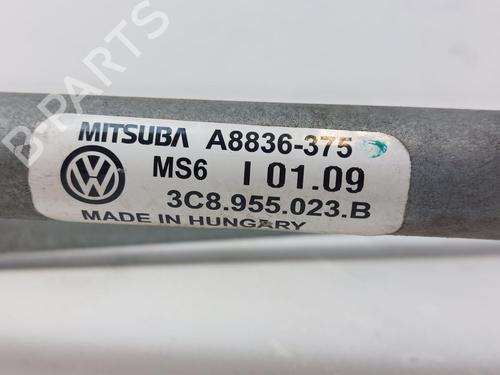 MITSUBA A8836-375
MS6 I 01.09
3C8.955.023.B
MADE IN HUNGARY
B-PARTS